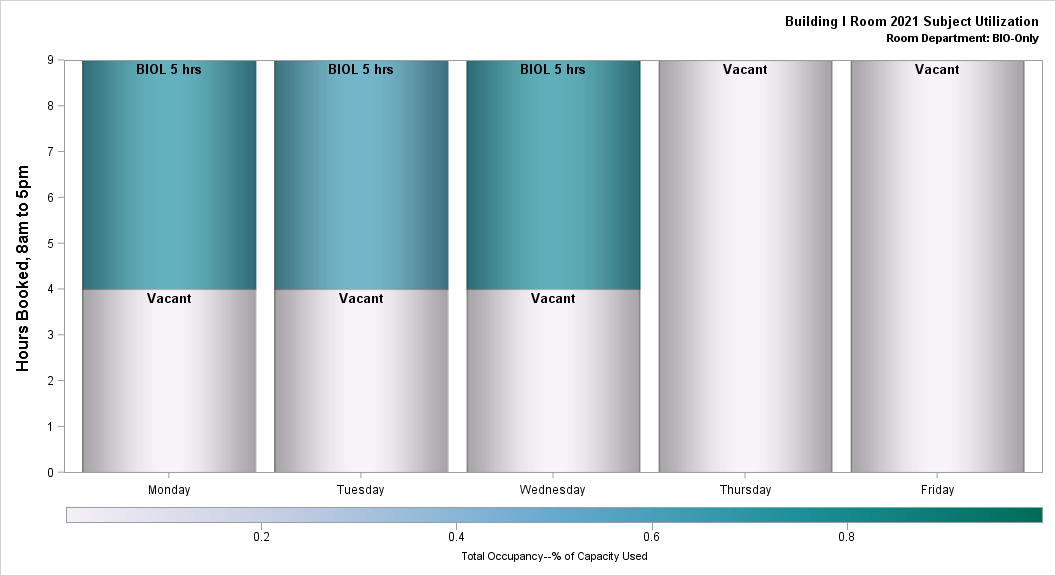 Building I Room 2021 Subject Utilization
Room Department: BIO-Only
Hours Booked, 8am to 5pm
9
8
7
6
5
4
3
2
1
0
BIOL 5 hrs
BIOL 5 hrs
BIOL 5 hrs
Vacant
Vacant
Vacant
Vacant
Vacant
Monday
Tuesday
Wednesday
Thursday
Friday
0.2
0.4
0.6
0.8
Total Occupancy--% of Capacity Used